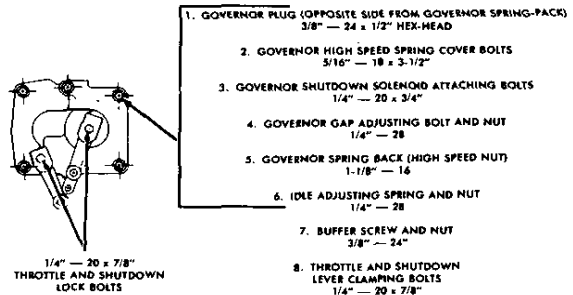 1. GOVERNOR PLUG (OPPOSITE SIDE FROM GOVERNOR SPRING-PACK)
3/8" — 24 x 1/2" HEX-HEAD
2. GOVERNOR HIGH SPEED SPRING COVER BOLTS
5/16" — 18 x 3-1/2"
3. GOVERNOR SHUTDOWN SOLENOID ATTACHING BOLTS
1/4" — 20 x 3/4"
4. GOVERNOR GAP ADJUSTING BOLT AND NUT
1/4" — 28
5. GOVERNOR SPRING BACK (HIGH SPEED NUT)
1-1/8" — 16
6. IDLE ADJUSTING SPRING AND NUT
1/4" — 28
7. BUFFER SCREW AND NUT
3/8" — 24"
8. THROTTLE AND SHUTDOWN
LEVER CLAMPING BOLTS
1/4" — 20 x 7/8"
1/4" — 20 x 7/8"
THROTTLE AND SHUTDOWN
LOCK BOLTS